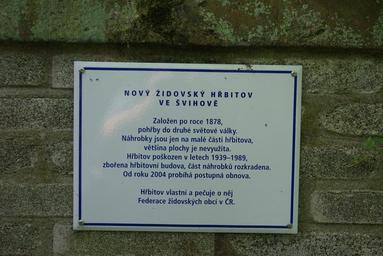 NOVÝ ŽIDOVSKÝ HŘBITOV
VE ŠVIHOVĚ
Založen po roce 1878,
pohřby do druhé světové války.
Náhrobky jsou jen na malé části hřbitova,
většina plochy je nevyužita.
Hřbitov poškozen v letech 1939–1989,
zbořena hřbitovní budova, část náhrobků rozkradena.
Od roku 2004 probíhá postupná obnova.
Hřbitov vlastní a pečuje o něj
Federace židovských obcí v ČR.